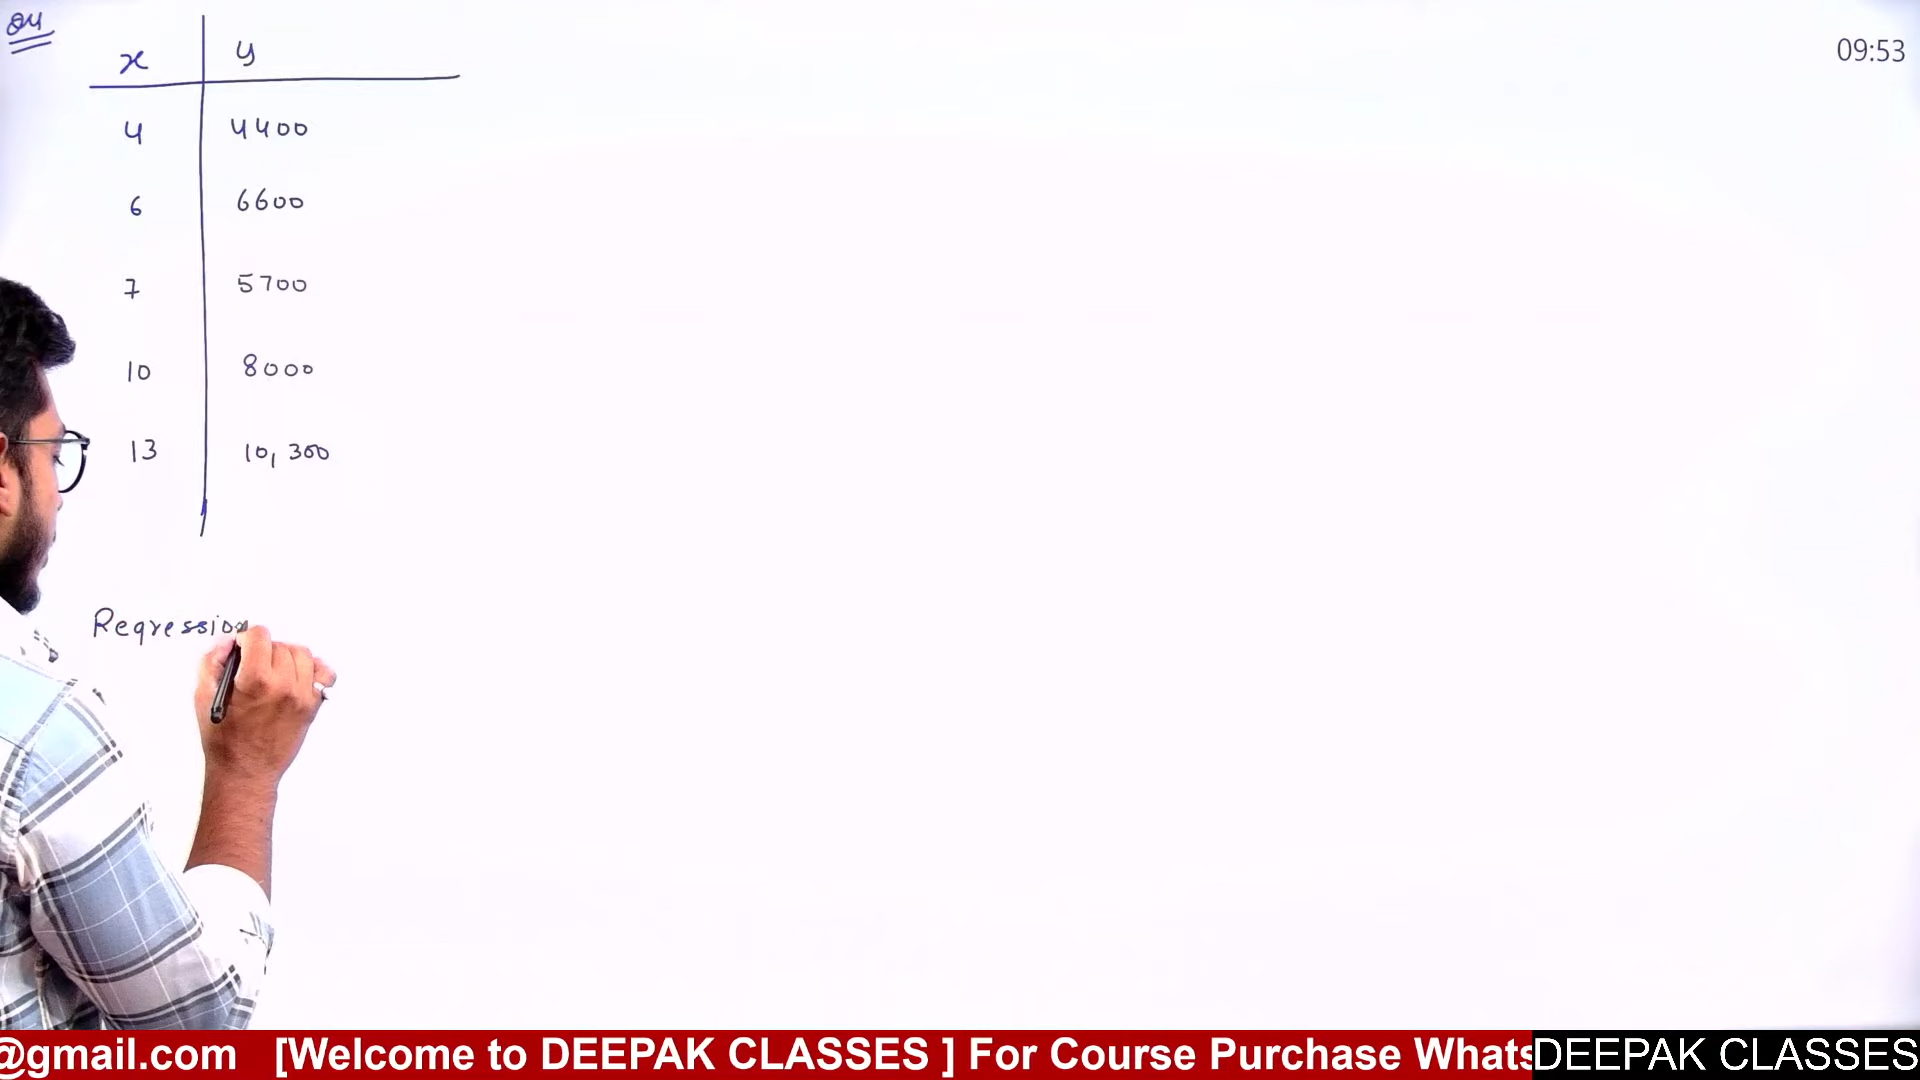 Q4
09:53
x y
4 4400
6 6600
7 5700
10 8000
13 10,300
Regression
@gmail.com [Welcome to DEEPAK CLASSES ] For Course Purchase Whats
DEEPAK CLASSES